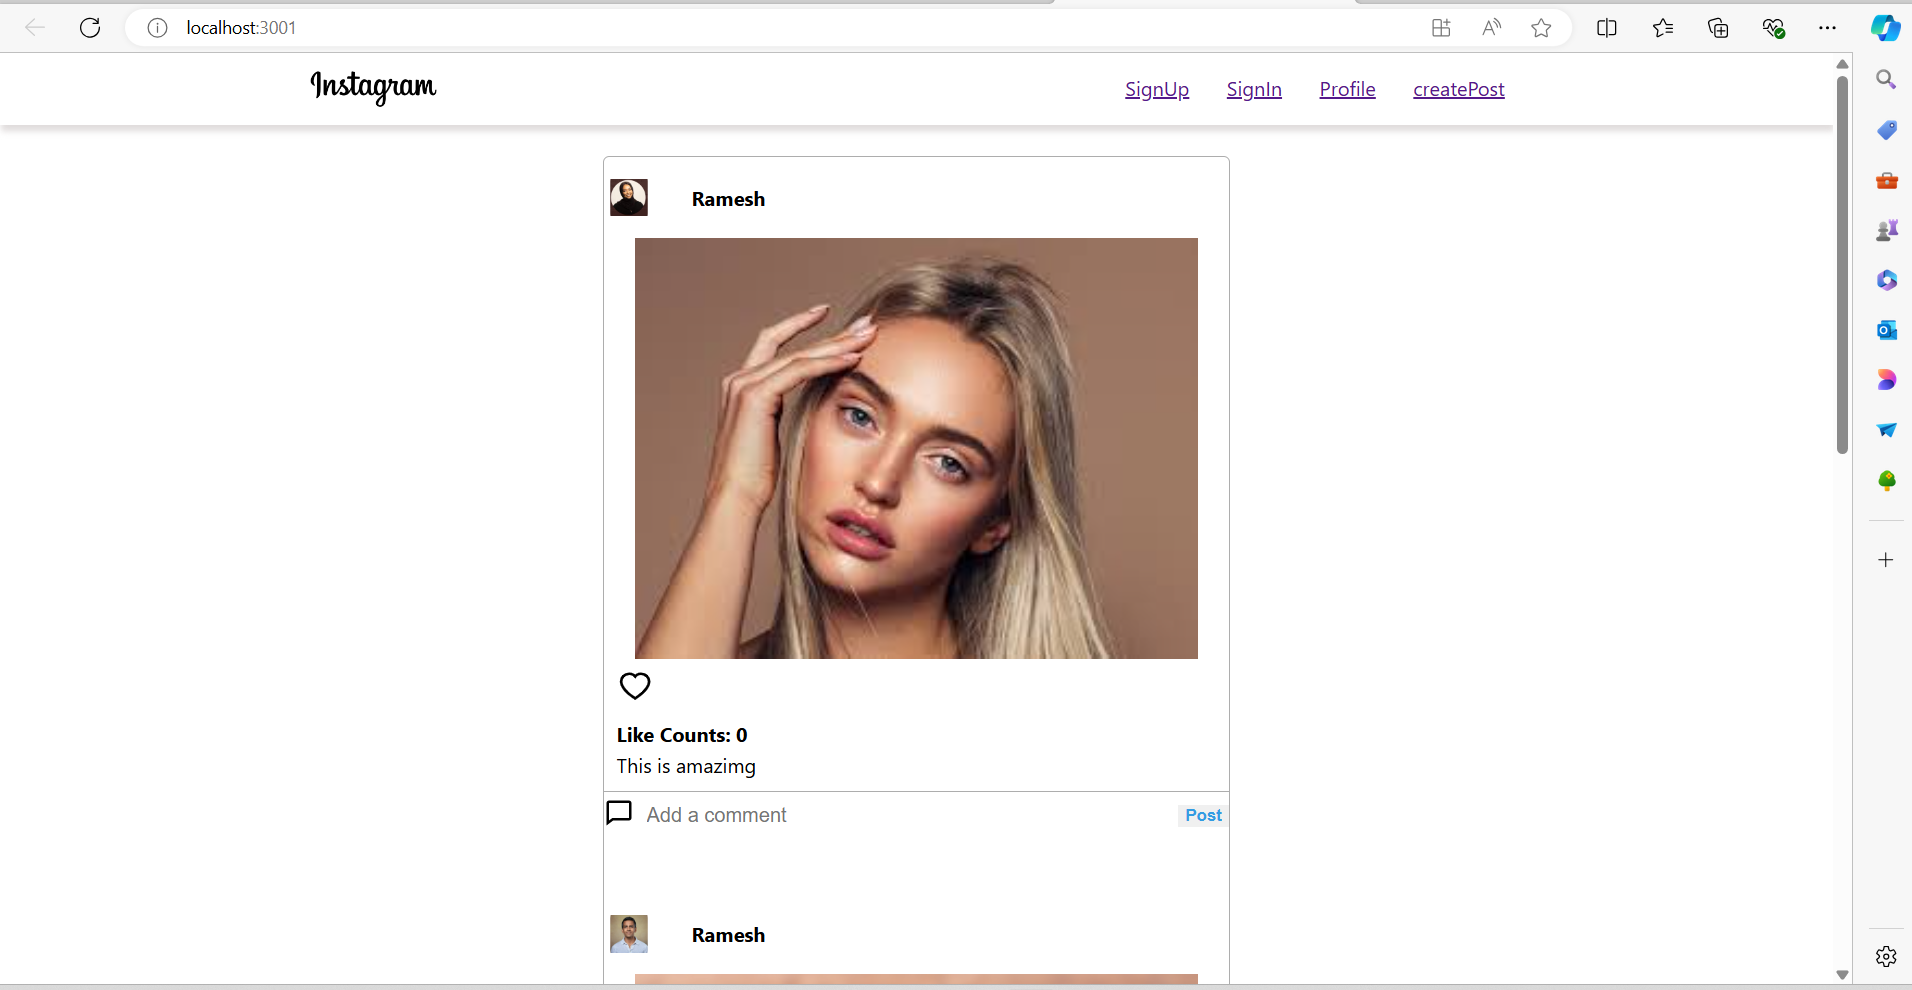 localhost:3001
Instagram
SignUp SignIn Profile createPost
Ramesh
Like Counts: 0
This is amazimg
Add a comment Post
Ramesh